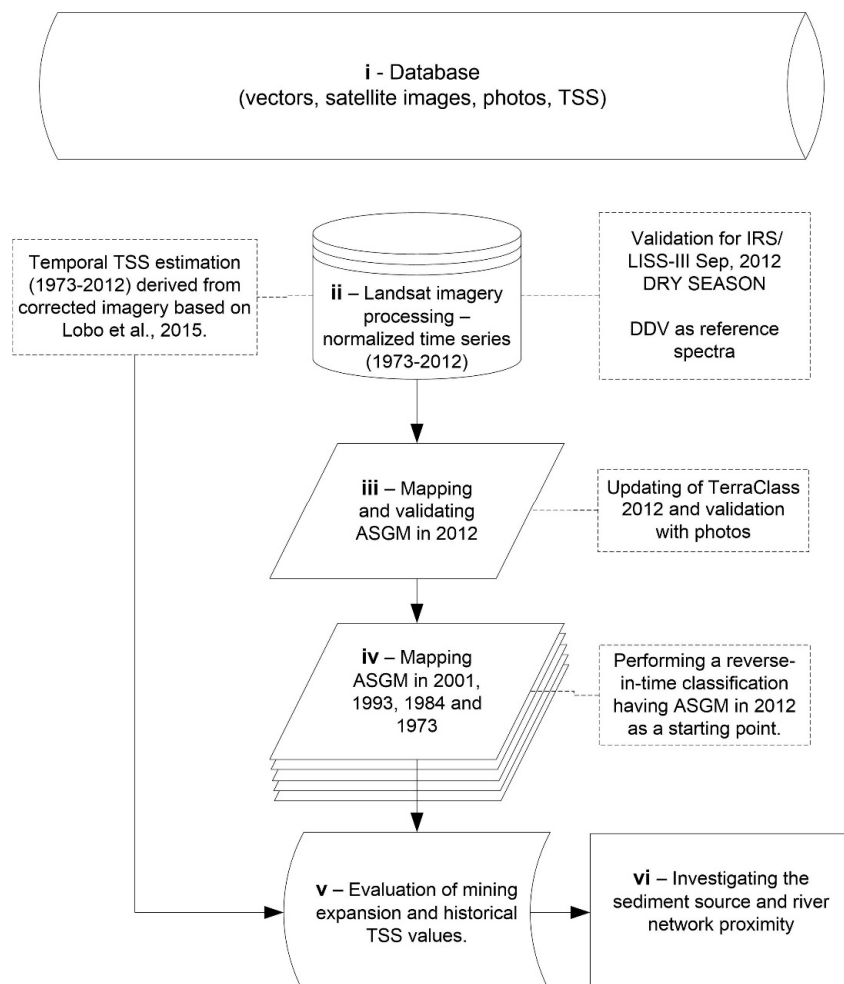 i - Database
(vectors, satellite images, photos, TSS)
Temporal TSS estimation
(1973-2012) derived from
corrected imagery based on
Lobo et al., 2015.
ii – Landsat imagery
processing –
normalized time series
(1973-2012)
Validation for IRS/
LISS-III Sep, 2012
DRY SEASON
DDV as reference
spectra
iii – Mapping
and validating
ASGM in 2012
Updating of TerraClass
2012 and validation
with photos
iv – Mapping
ASGM in 2001,
1993, 1984 and
1973
Performing a reverse-
in-time classification
having ASGM in 2012
as a starting point.
v – Evaluation of mining
expansion and historical
TSS values.
vi – Investigating the
sediment source and river
network proximity